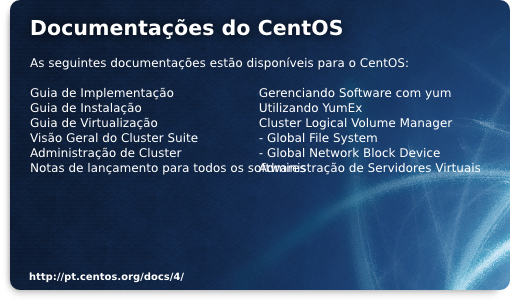 Documentações do CentOS
As seguintes documentações estão disponíveis para o CentOS:
Guia de Implementação
Guia de Instalação
Guia de Virtualização
Visão Geral do Cluster Suite
Administração de Cluster
Notas de lançamento para todos os softwares
Gerenciando Software com yum
Utilizando YumEx
Cluster Logical Volume Manager
- Global File System
- Global Network Block Device
Administração de Servidores Virtuais
http://pt.centos.org/docs/4/